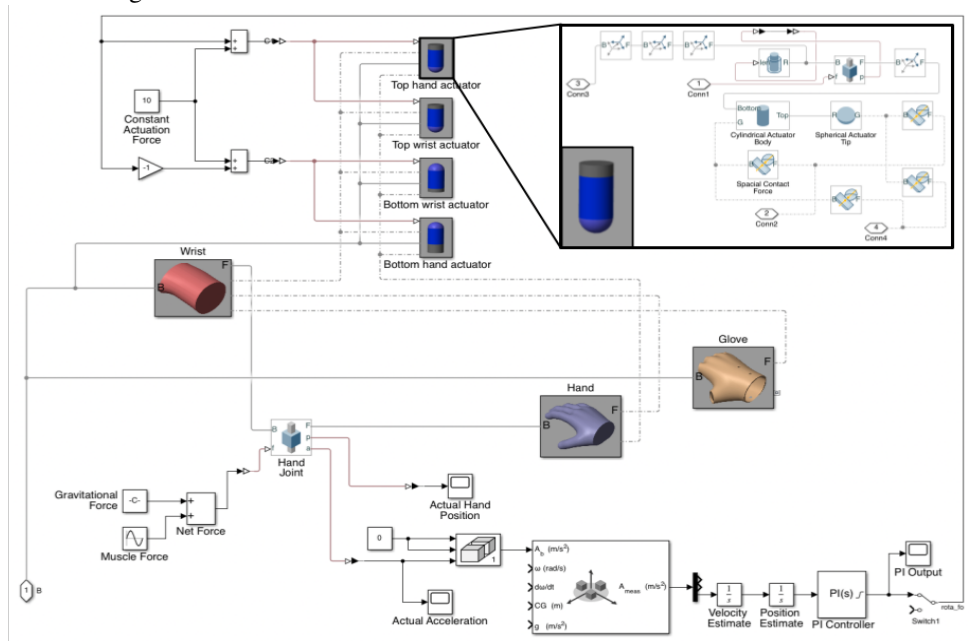 10
Constant
Actuation
Force
-1
Top hand actuator
Top wrist actuator
Bottom wrist actuator
Bottom hand actuator
B F
B F
B F
3
Conn3
1
Conn1
R
B F
f p
B F
Bottom
G
Top
Cylindrical Actuator
Body
R G
Spherical Actuator
Tip
Spacial Contact
Force
2
Conn2
4
Conn4
Wrist
B
F
Glove
B
F
Hand
B
F
B F
p
f a
Hand
Joint
Gravitational
Force
-C-
Muscle Force
Net Force
Actual Hand
Position
0
1
Actual Acceleration
A_b (m/s²)
ω (rad/s)
dω/dt
CG (m)
g (m/s²)
A_meas (m/s²)
1
s
Velocity
Estimate
1
s
Position
Estimate
PI(s)
PI Controller
PI Output
Switch1
rota_fo
1 B